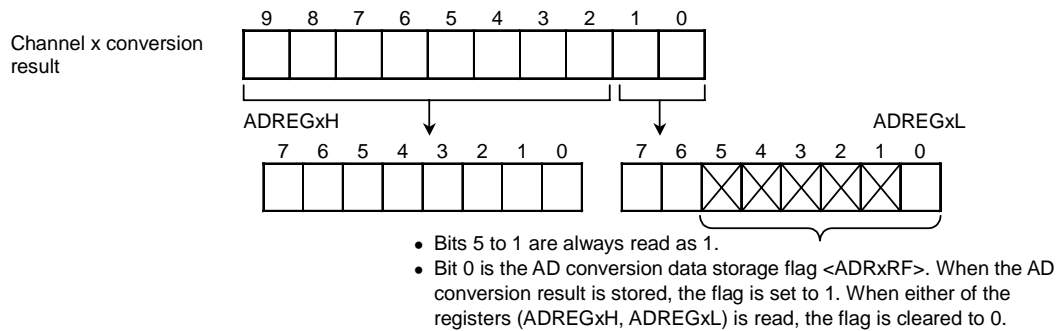 9 8 7 6 5 4 3 2 1 0
Channel x conversion
result
ADREGxH ADREGxL
7 6 5 4 3 2 1 0 7 6 5 4 3 2 1 0
• Bits 5 to 1 are always read as 1.
• Bit 0 is the AD conversion data storage flag <ADRxRF>. When the AD
conversion result is stored, the flag is set to 1. When either of the
registers (ADREGxH, ADREGxL) is read, the flag is cleared to 0.